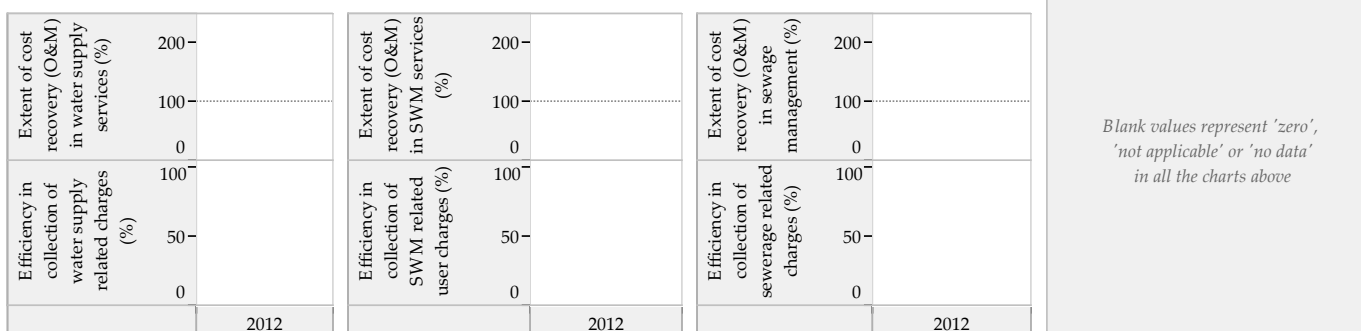 Extent of cost
recovery (O&M)
in water supply
services (%)
200
100
0
Efficiency in
collection of
water supply
related charges
(%)
100
50
0
2012
Extent of cost
recovery (O&M)
in SWM services
(%)
200
100
0
Efficiency in
collection of
SWM related
user charges (%)
100
50
0
2012
Extent of cost
recovery (O&M)
in sewage
management (%)
200
100
0
Efficiency in
collection of
sewerage related
charges (%)
100
50
0
2012
Blank values represent 'zero',
'not applicable' or 'no data'
in all the charts above